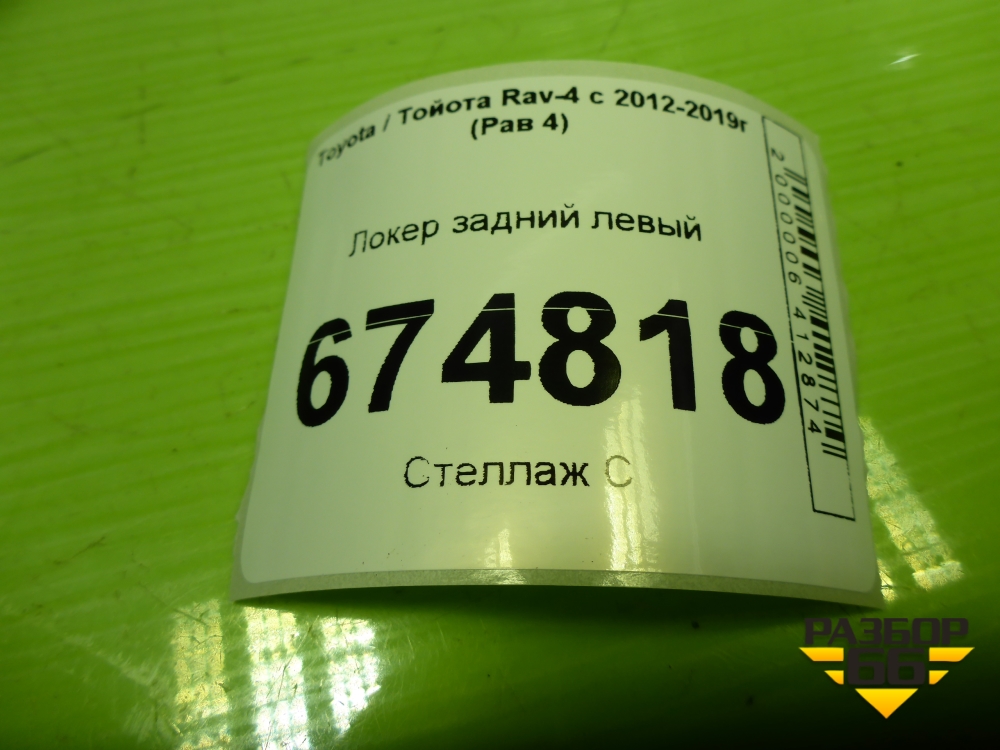 Toyota / Тойота Rav-4 с 2012-2019г
(Рав 4)
Локер задний левый
674818
Стеллаж С
2000006412874
РАЗБОР
66